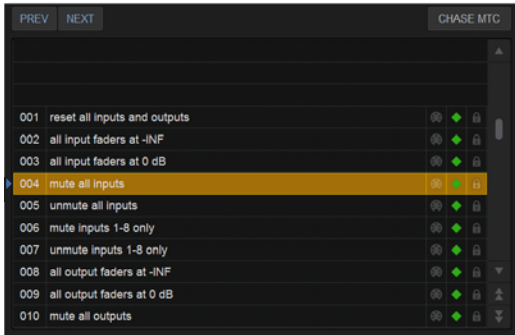 PREV NEXT CHASE MTC
001 reset all inputs and outputs
002 all input faders at -INF
003 all input faders at 0 dB
004 mute all inputs
005 unmute all inputs
006 mute inputs 1-8 only
007 unmute inputs 1-8 only
008 all output faders at -INF
009 all output faders at 0 dB
010 mute all outputs